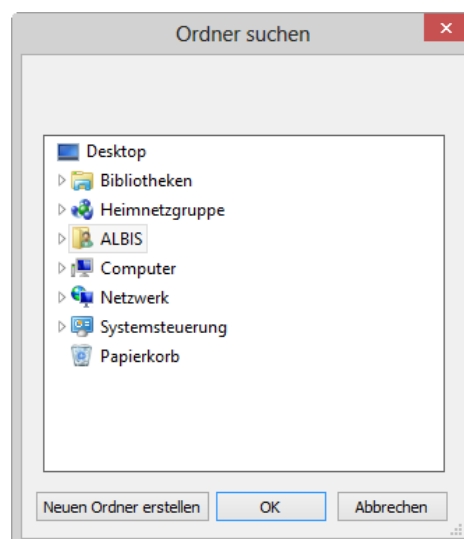 Ordner suchen
Desktop
Bibliotheken
Heimnetzgruppe
ALBIS
Computer
Netzwerk
Systemsteuerung
Papierkorb
Neuen Ordner erstellen OK Abbrechen